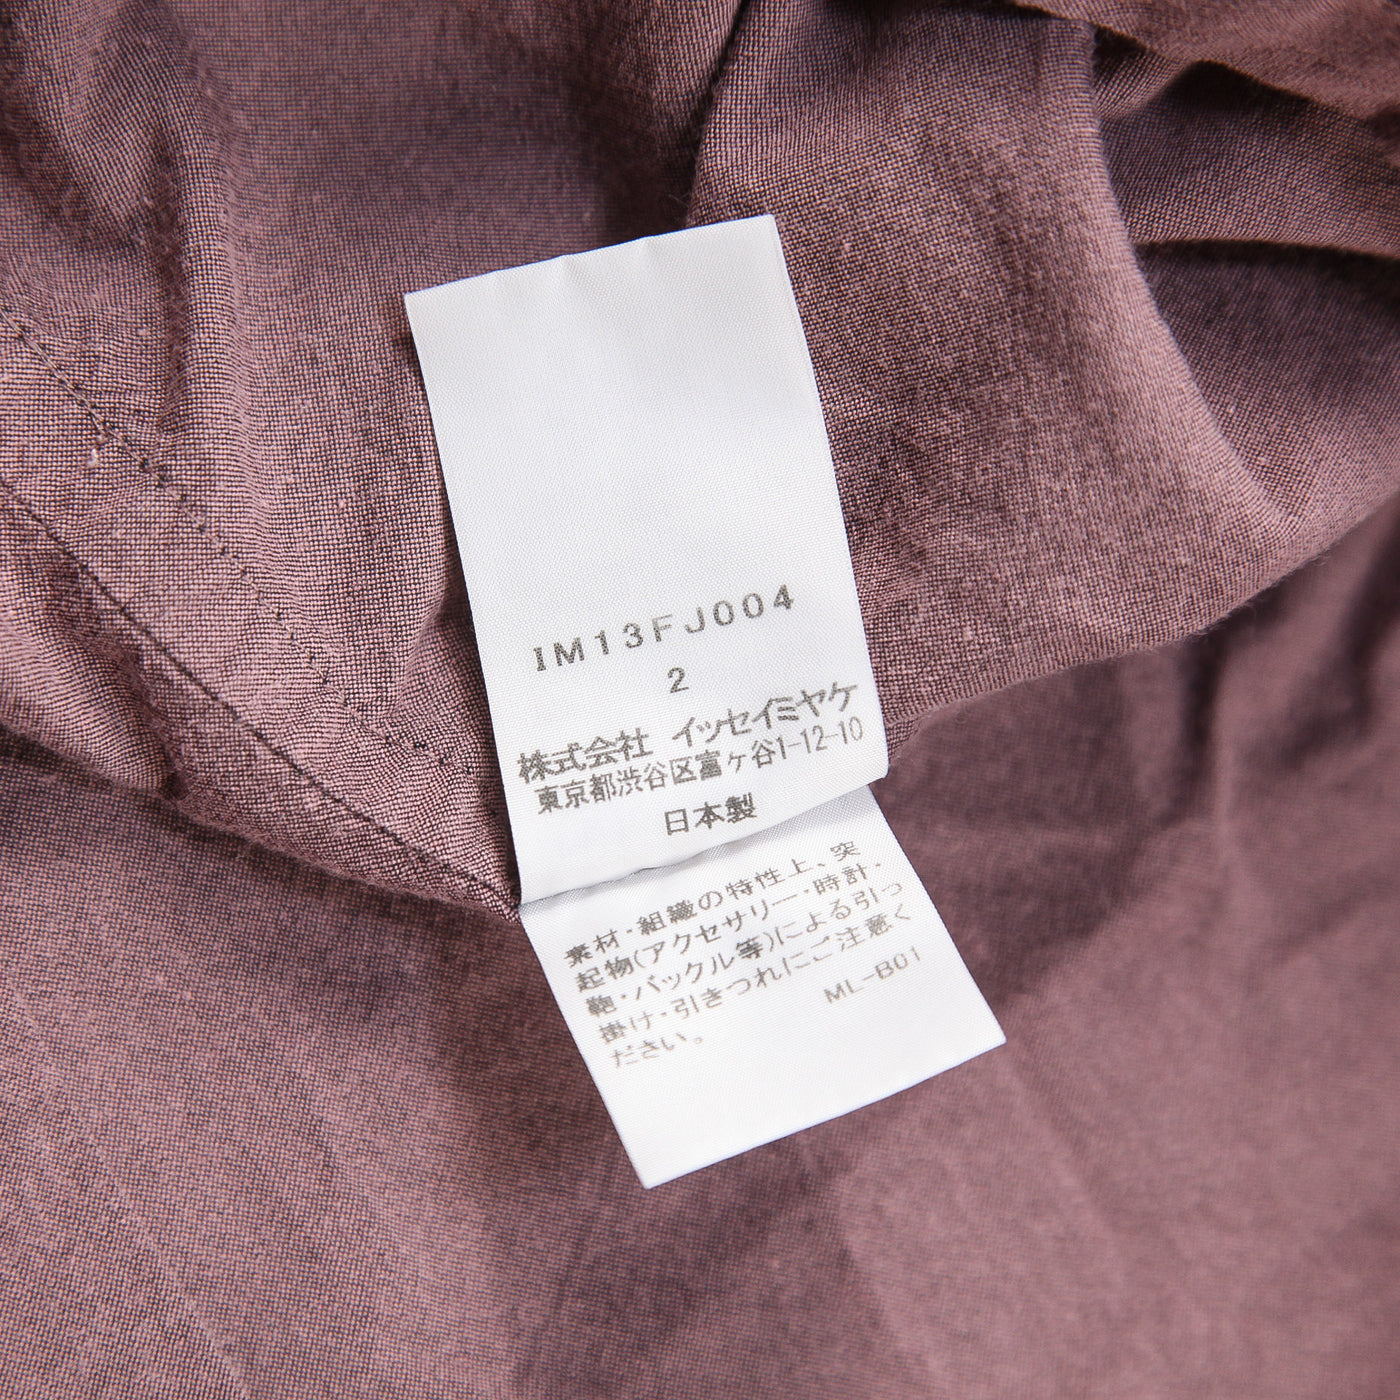 IM13FJ004
2
株式会社 イッセイミヤケ
東京都渋谷区富ケ谷1-12-10
日本製
素材・組織の特性上、突
起物(アクセサリー・時計・
鞄・バックル等)による引っ
掛け・引きつれにご注意く
ださい。
ML-B01